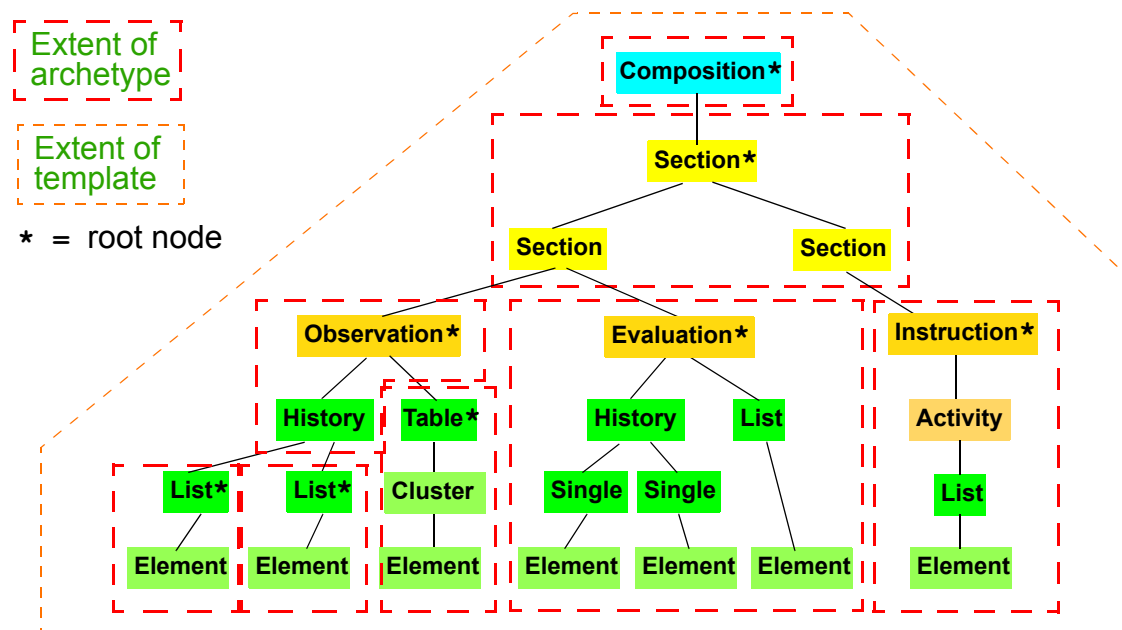 Extent of
archetype
Extent of
template
* = root node
Composition*
Section*
Section
Section
Observation*
Evaluation*
Instruction*
History
Table*
History
List
Activity
List*
List*
Cluster
Single
Single
List
Element
Element
Element
Element
Element
Element
Element